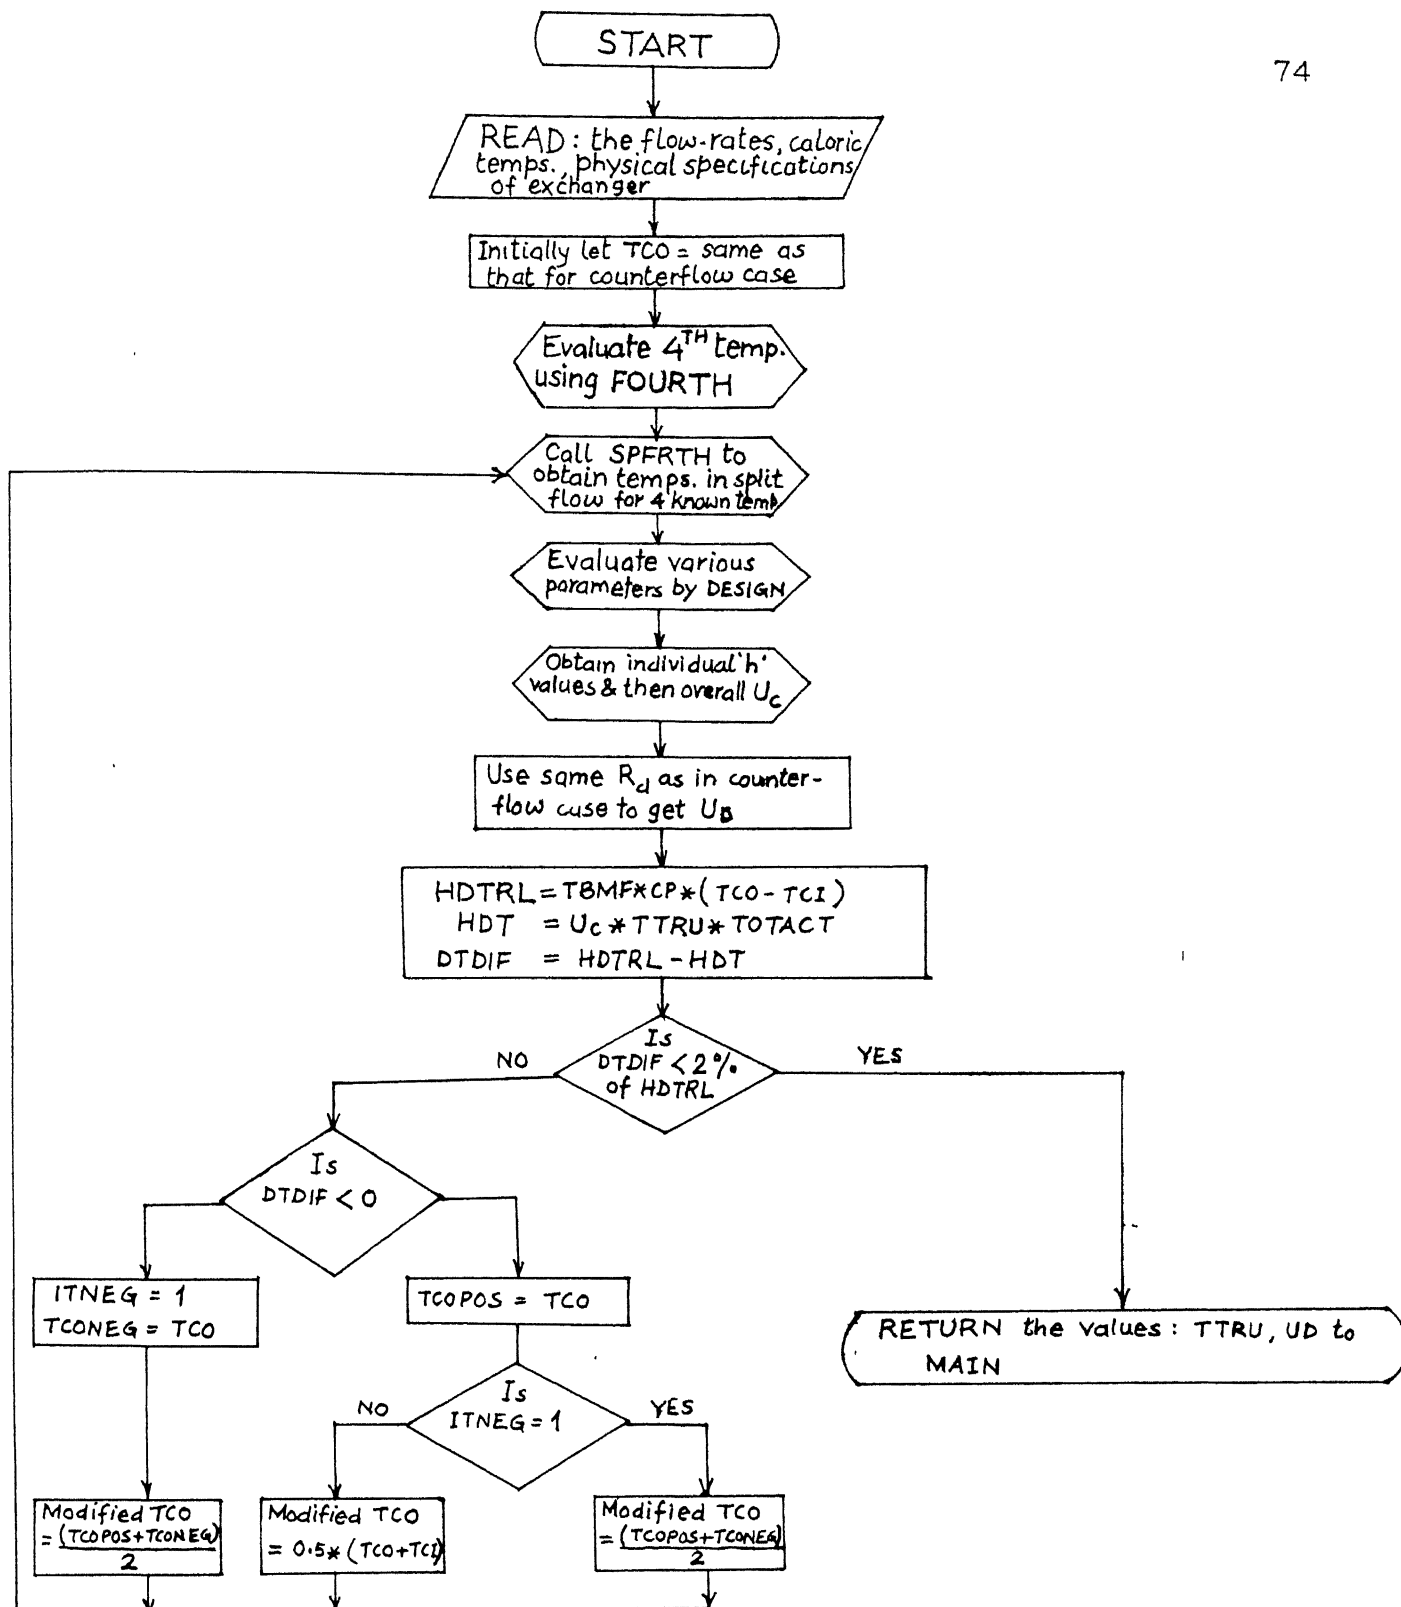 74
START
READ: the flow-rates, caloric
temps., physical specifications
of exchanger
Initially let TCO = same as
that for counterflow case
Evaluate 4TH temp.
using FOURTH
Call SPFRTH to
obtain temps. in split
flow for 4 known temp.
Evaluate various
parameters by DESIGN
Obtain individual 'h'
values & then overall Uc
Use same Rd as in counter-
flow case to get UD
HDTRL = TBMF*CP*(TCO-TCI)
HDT = Uc*TTRU*TOTACT
DTDIF = HDTRL-HDT
Is
DTDIF < 2%
of HDTRL
NO
YES
Is
DTDIF < 0
ITNEG = 1
TCONEG = TCO
TCOPOS = TCO
RETURN the values: TTRU, UD to
MAIN
Is
ITNEG = 1
NO
YES
Modified TCO
= (TCOPOS+TCONEG)
2
Modified TCO
= 0.5*(TCO+TCI)
Modified TCO
= (TCOPOS+TCONEG)
2